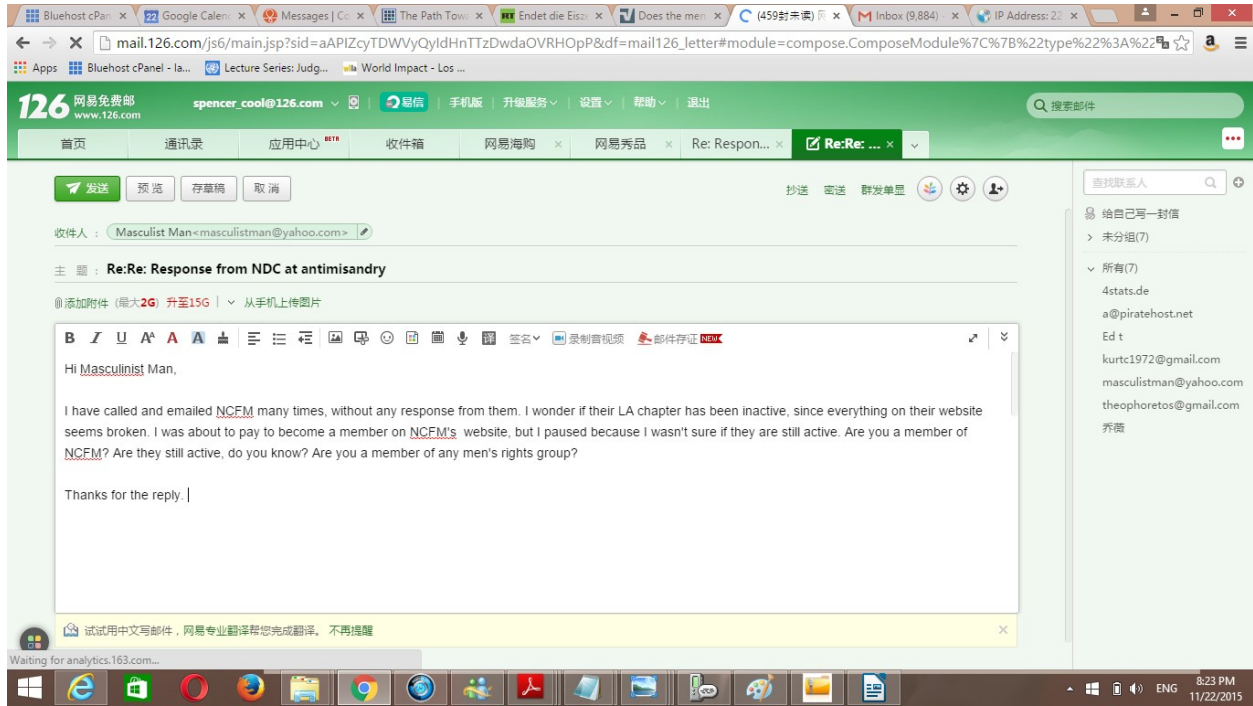 Bluehost cPan
Google Calenc
Messages | Co
The Path Tow
Endet die Eisz
Does the men
(459封未读) 网
Inbox (9,884) -
IP Address: 22
mail.126.com/js6/main.jsp?sid=aAPIZcyTDWVyQyIdHnTTzDwdaOVRHOpP&df=mail126_letter#module=compose.ComposeModule%7C%7B%22type%22%3A%22
Apps Bluehost cPanel - la... Lecture Series: Judg... World Impact - Los ...
126 网易免费邮 www.126.com spencer_cool@126.com 易信 手机版 升级服务 设置 帮助 退出 搜索邮件
首页 通讯录 应用中心 BETA 收件箱 网易海购 网易秀品 Re: Respon... Re:Re: ...
发送 预览 存草稿 取消 抄送 密送 群发单显 查找联系人
给自己写一封信
收件人 : Masculist Man<masculistman@yahoo.com>
未分组(7)
主 题 : Re:Re: Response from NDC at antimisandry
所有(7)
4stats.de
添加附件 (最大2G) 升至15G 从手机上传图片
a@piratehost.net
B I U A A A 译 签名 录制音视频 邮件存证 NEW
Ed t
kurtc1972@gmail.com
masculistman@yahoo.com
theophoretos@gmail.com
乔薇
Hi Masculinist Man,
I have called and emailed NCFM many times, without any response from them. I wonder if their LA chapter has been inactive, since everything on their website
seems broken. I was about to pay to become a member on NCFM's website, but I paused because I wasn't sure if they are still active. Are you a member of
NCFM? Are they still active, do you know? Are you a member of any men's rights group?
Thanks for the reply.
试试用中文写邮件，网易专业翻译帮您完成翻译。 不再提醒
Waiting for analytics.163.com...
ENG 8:23 PM
11/22/2015